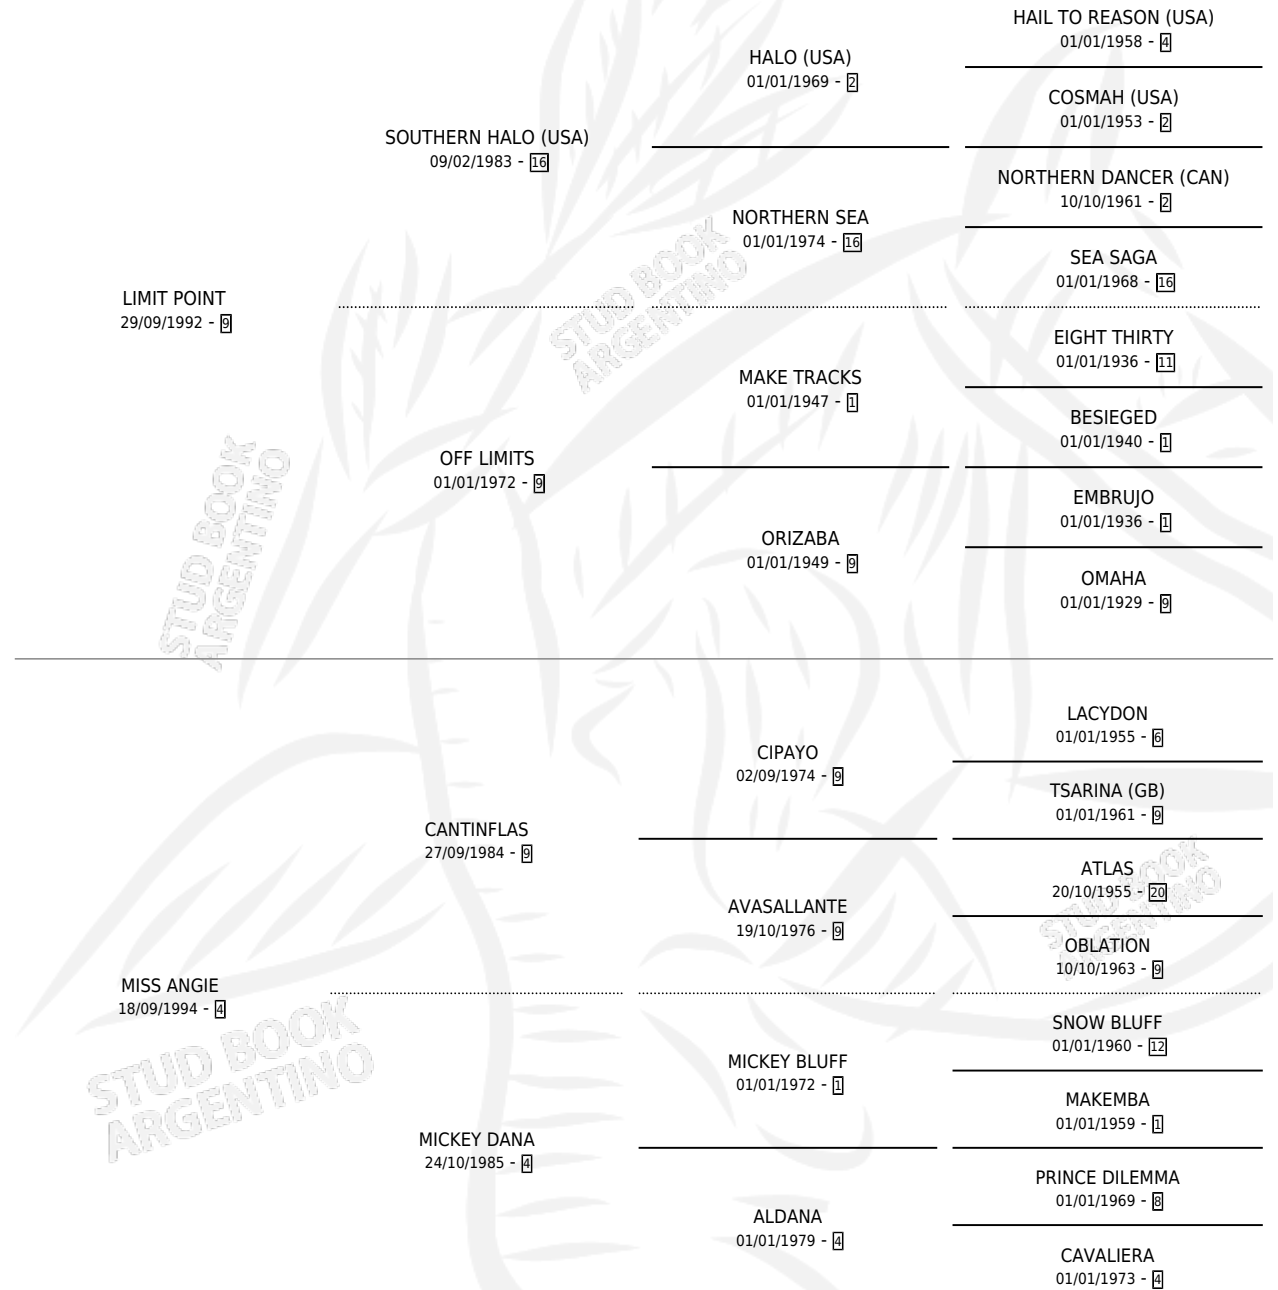 HAIL TO REASON (USA)
01/01/1958 - 4
HALO (USA)
01/01/1969 - 2
COSMAH (USA)
01/01/1953 - 2
SOUTHERN HALO (USA)
09/02/1983 - 16
NORTHERN DANCER (CAN)
10/10/1961 - 2
NORTHERN SEA
01/01/1974 - 16
SEA SAGA
01/01/1968 - 16
STUD BOOK
ARGENTINO
LIMIT POINT
29/09/1992 - 9
EIGHT THIRTY
01/01/1936 - 11
MAKE TRACKS
01/01/1947 - 1
BESIEGED
01/01/1940 - 1
OFF LIMITS
01/01/1972 - 9
EMBRUJO
01/01/1936 - 1
ORIZABA
01/01/1949 - 9
OMAHA
01/01/1929 - 9
STUD BOOK
ARGENTINO
LACYDON
01/01/1955 - 6
CIPAYO
02/09/1974 - 9
TSARINA (GB)
01/01/1961 - 9
CANTINFLAS
27/09/1984 - 9
ATLAS
20/10/1955 - 20
AVASALLANTE
19/10/1976 - 9
OBLATION
10/10/1963 - 9
STUD BOOK
ARGENTINO
MISS ANGIE
18/09/1994 - 4
SNOW BLUFF
01/01/1960 - 12
MICKEY BLUFF
01/01/1972 - 1
MAKEMBA
01/01/1959 - 1
STUD BOOK
ARGENTINO
MICKEY DANA
24/10/1985 - 4
PRINCE DILEMMA
01/01/1969 - 8
ALDANA
01/01/1979 - 4
CAVALIERA
01/01/1973 - 4